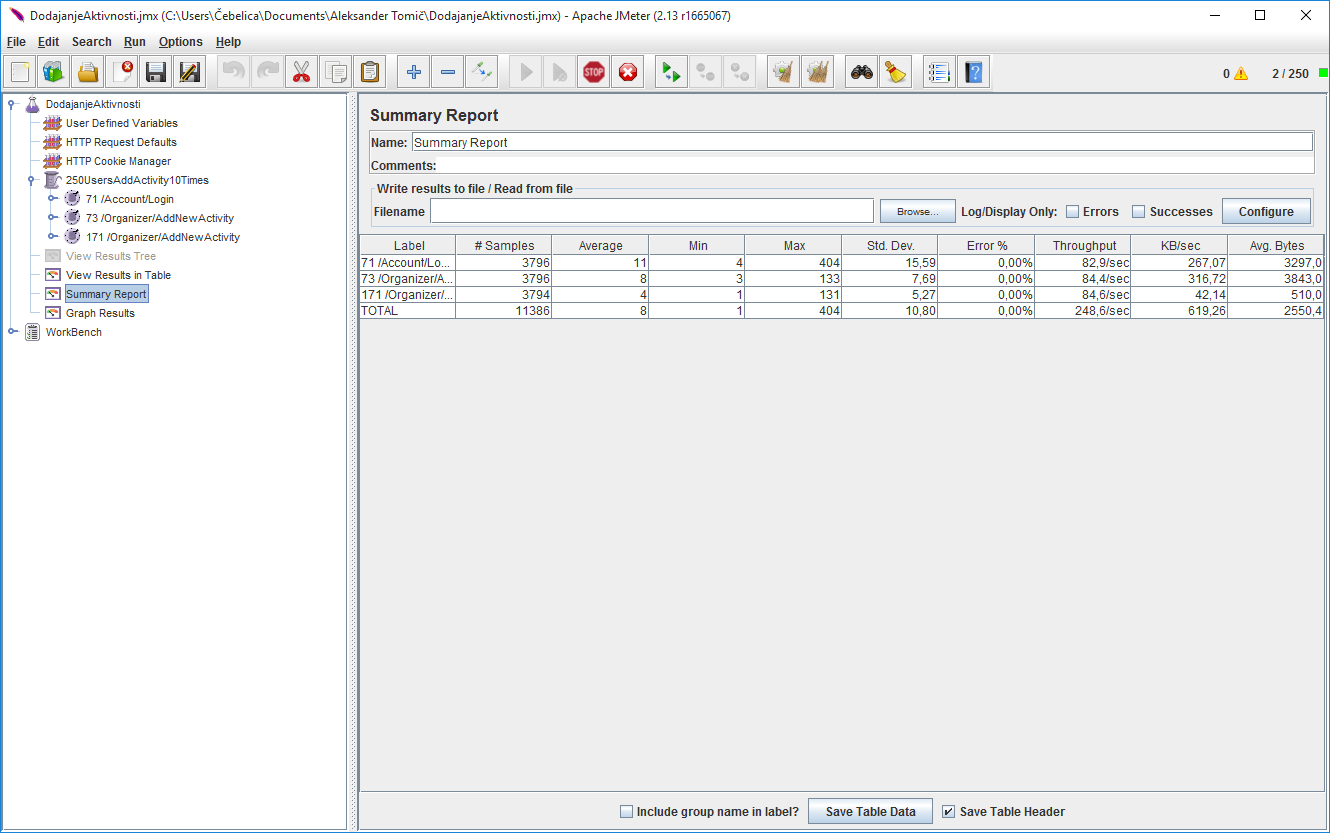 DodajanjeAktivnosti.jmx (C:\Users\Čebelica\Documents\Aleksander Tomič\DodajanjeAktivnosti.jmx) - Apache JMeter (2.13 r1665067)
File Edit Search Run Options Help
STOP 0 2 / 250
DodajanjeAktivnosti
User Defined Variables
HTTP Request Defaults
HTTP Cookie Manager
250UsersAddActivity10Times
71 /Account/Login
73 /Organizer/AddNewActivity
171 /Organizer/AddNewActivity
View Results Tree
View Results in Table
Summary Report
Graph Results
WorkBench
Summary Report
Name: Summary Report
Comments:
Write results to file / Read from file
Filename Browse... Log/Display Only: Errors Successes Configure
Label # Samples Average Min Max Std. Dev. Error % Throughput KB/sec Avg. Bytes
71 /Account/Lo... 3796 11 4 404 15,59 0,00% 82,9/sec 267,07 3297,0
73 /Organizer/A... 3796 8 3 133 7,69 0,00% 84,4/sec 316,72 3843,0
171 /Organizer/... 3794 4 1 131 5,27 0,00% 84,6/sec 42,14 510,0
TOTAL 11386 8 1 404 10,80 0,00% 248,6/sec 619,26 2550,4
Include group name in label? Save Table Data Save Table Header